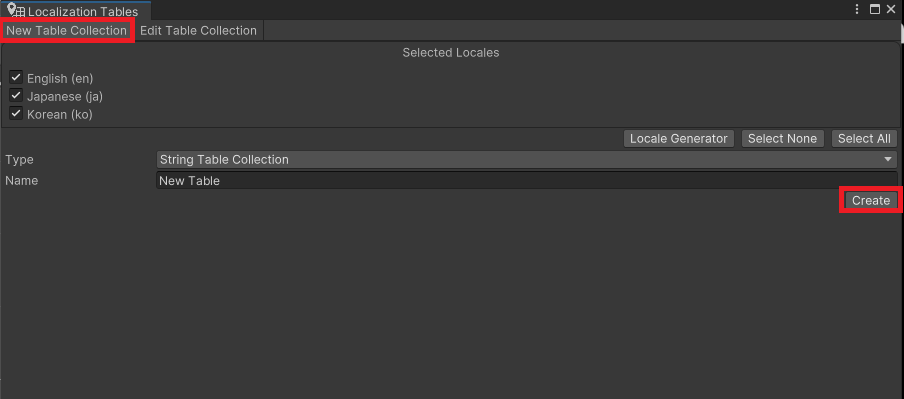 Localization Tables
New Table Collection Edit Table Collection
Selected Locales
English (en)
Japanese (ja)
Korean (ko)
Locale Generator Select None Select All
Type String Table Collection
Name New Table
Create